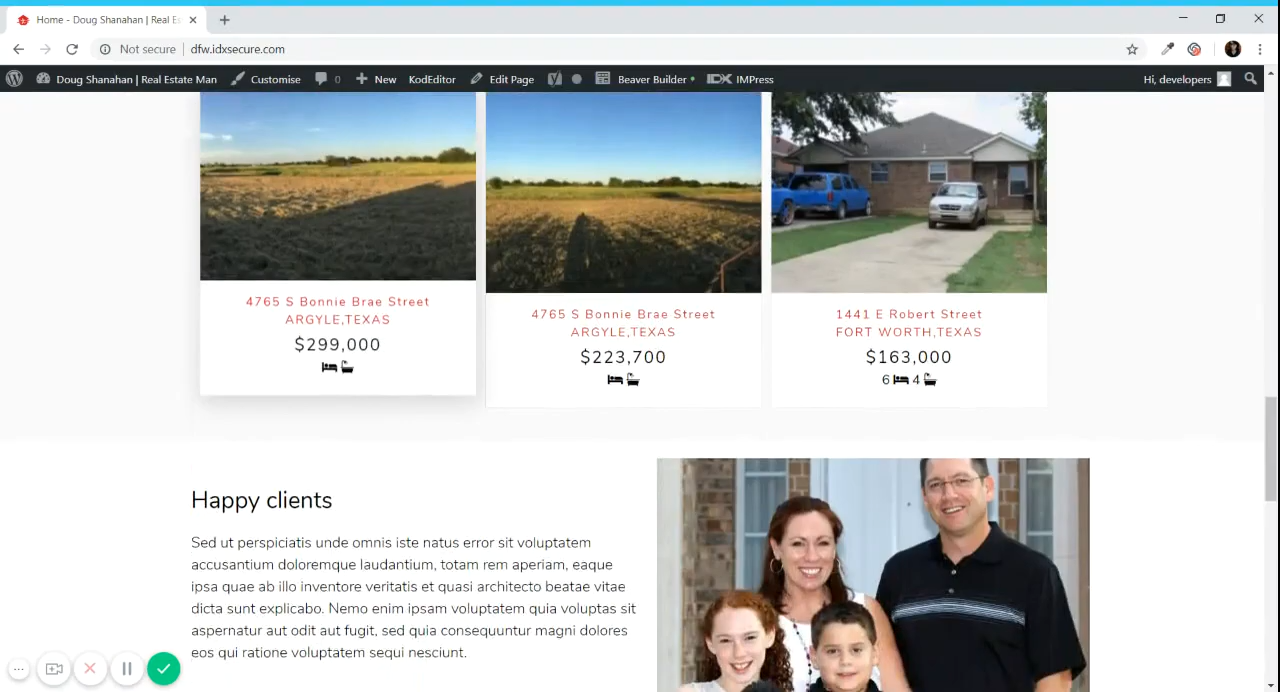 Home - Doug Shanahan | Real Es
Not secure | dfw.idxsecure.com
Doug Shanahan | Real Estate Man Customise 0 New KodEditor Edit Page Beaver Builder IDX IMPress Hi, developers
4765 S Bonnie Brae Street
ARGYLE,TEXAS
$299,000
4765 S Bonnie Brae Street
ARGYLE,TEXAS
$223,700
1441 E Robert Street
FORT WORTH,TEXAS
$163,000
6 4
Happy clients
Sed ut perspiciatis unde omnis iste natus error sit voluptatem
accusantium doloremque laudantium, totam rem aperiam, eaque
ipsa quae ab illo inventore veritatis et quasi architecto beatae vitae
dicta sunt explicabo. Nemo enim ipsam voluptatem quia voluptas sit
aspernatur aut odit aut fugit, sed quia consequuntur magni dolores
eos qui ratione voluptatem sequi nesciunt.